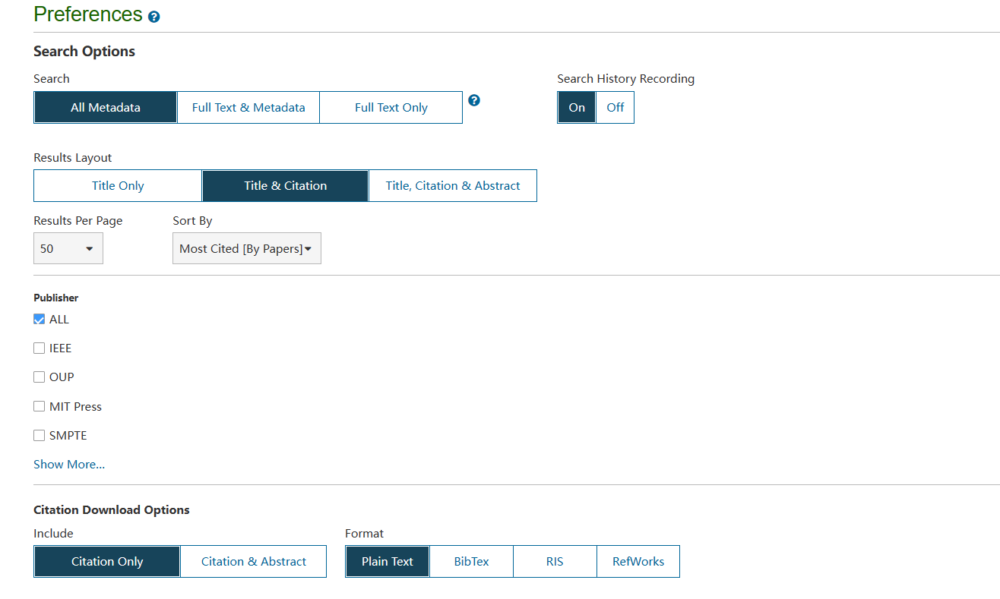 Preferences
Search Options
Search
Search History Recording
All Metadata
Full Text & Metadata
Full Text Only
On
Off
Results Layout
Title Only
Title & Citation
Title, Citation & Abstract
Results Per Page
Sort By
50
Most Cited [By Papers]
Publisher
ALL
IEEE
OUP
MIT Press
SMPTE
Show More...
Citation Download Options
Include
Format
Citation Only
Citation & Abstract
Plain Text
BibTex
RIS
RefWorks